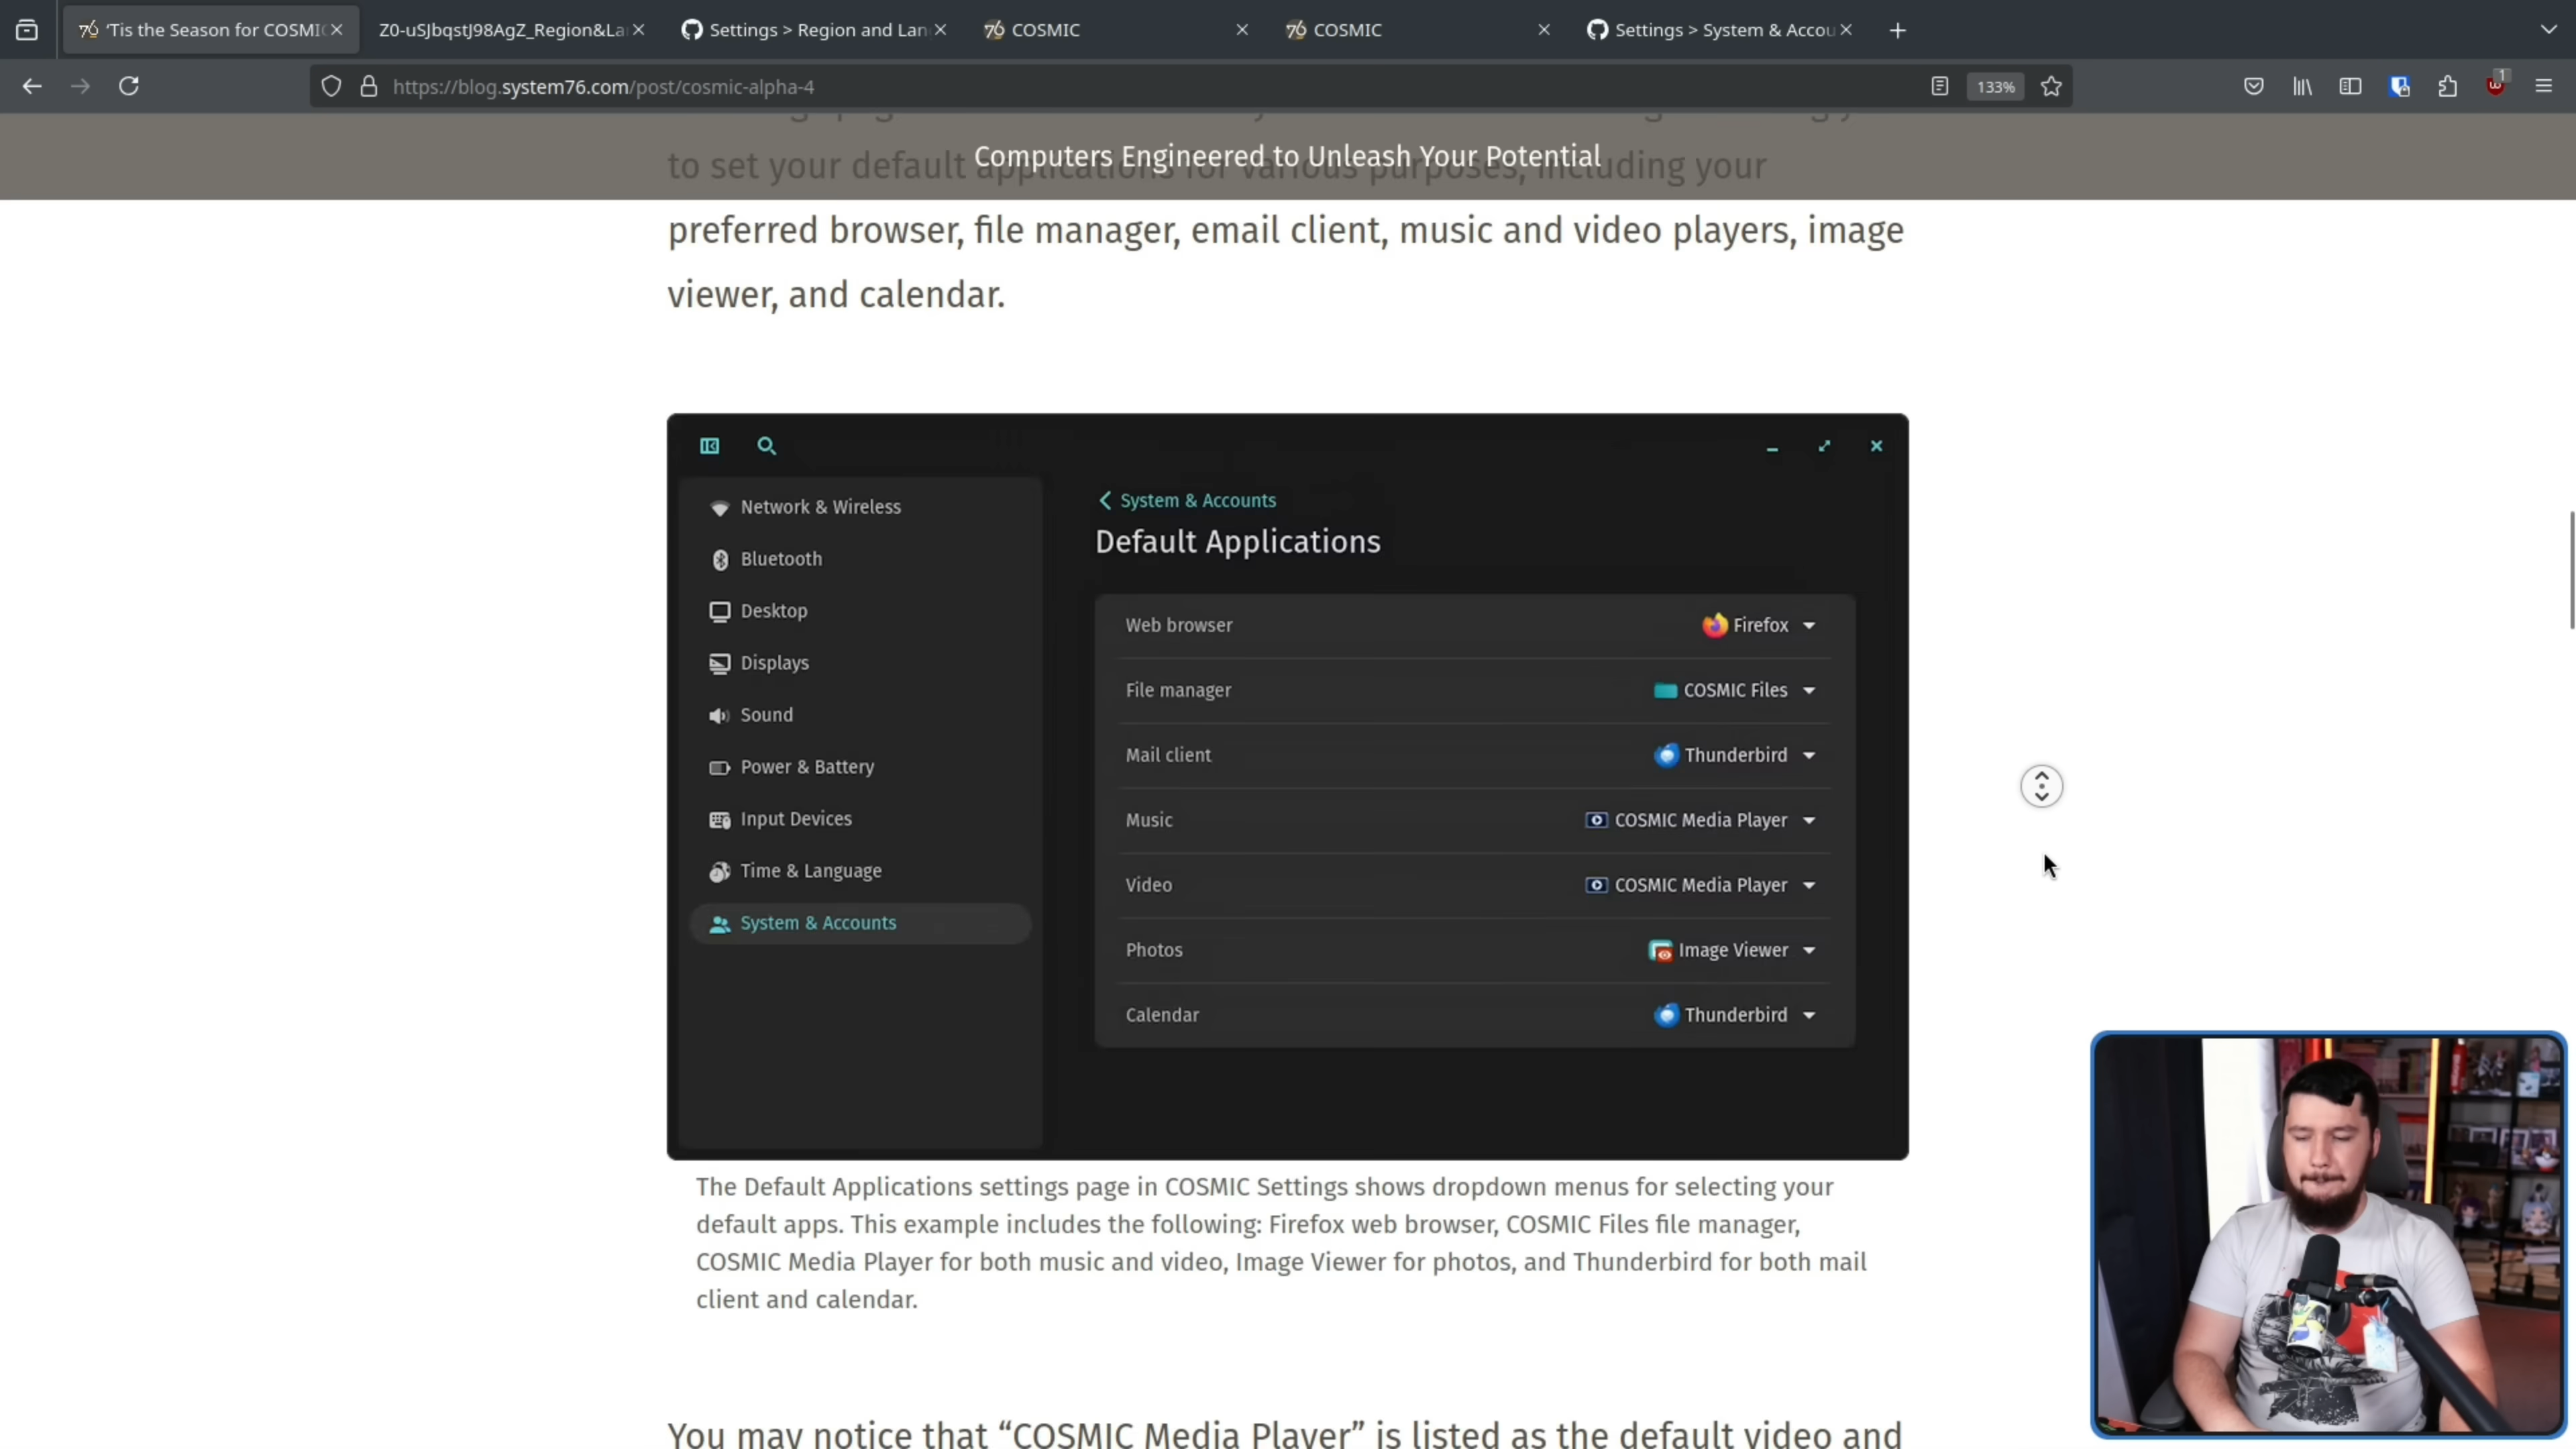 'Tis the Season for COSMIC
Z0-uSJbqstJ98AgZ_Region&La
Settings > Region and Lan
COSMIC
COSMIC
Settings > System & Accou
https://blog.system76.com/post/cosmic-alpha-4
133%
1
Computers Engineered to Unleash Your Potential
to set your default applications for various purposes, including your
preferred browser, file manager, email client, music and video players, image
viewer, and calendar.
System & Accounts
Default Applications
Network & Wireless
Bluetooth
Desktop
Displays
Sound
Power & Battery
Input Devices
Time & Language
System & Accounts
Web browser Firefox
File manager COSMIC Files
Mail client Thunderbird
Music COSMIC Media Player
Video COSMIC Media Player
Photos Image Viewer
Calendar Thunderbird
The Default Applications settings page in COSMIC Settings shows dropdown menus for selecting your
default apps. This example includes the following: Firefox web browser, COSMIC Files file manager,
COSMIC Media Player for both music and video, Image Viewer for photos, and Thunderbird for both mail
client and calendar.
You may notice that “COSMIC Media Player” is listed as the default video and